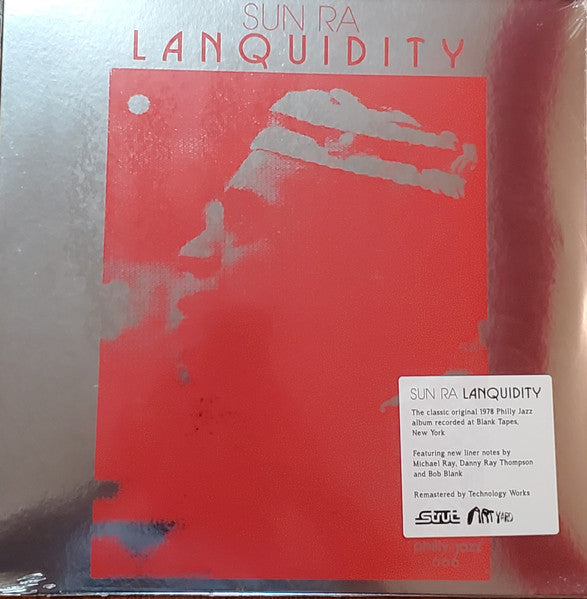 SUN RA
LANQUIDITY
SUN RA LANQUIDITY
The classic original 1978 Philly Jazz
album recorded at Blank Tapes,
New York
Featuring new liner notes by
Michael Ray, Danny Ray Thompson
and Bob Blank
Remastered by Technology Works
Strut ART YARD
philly jazz
666